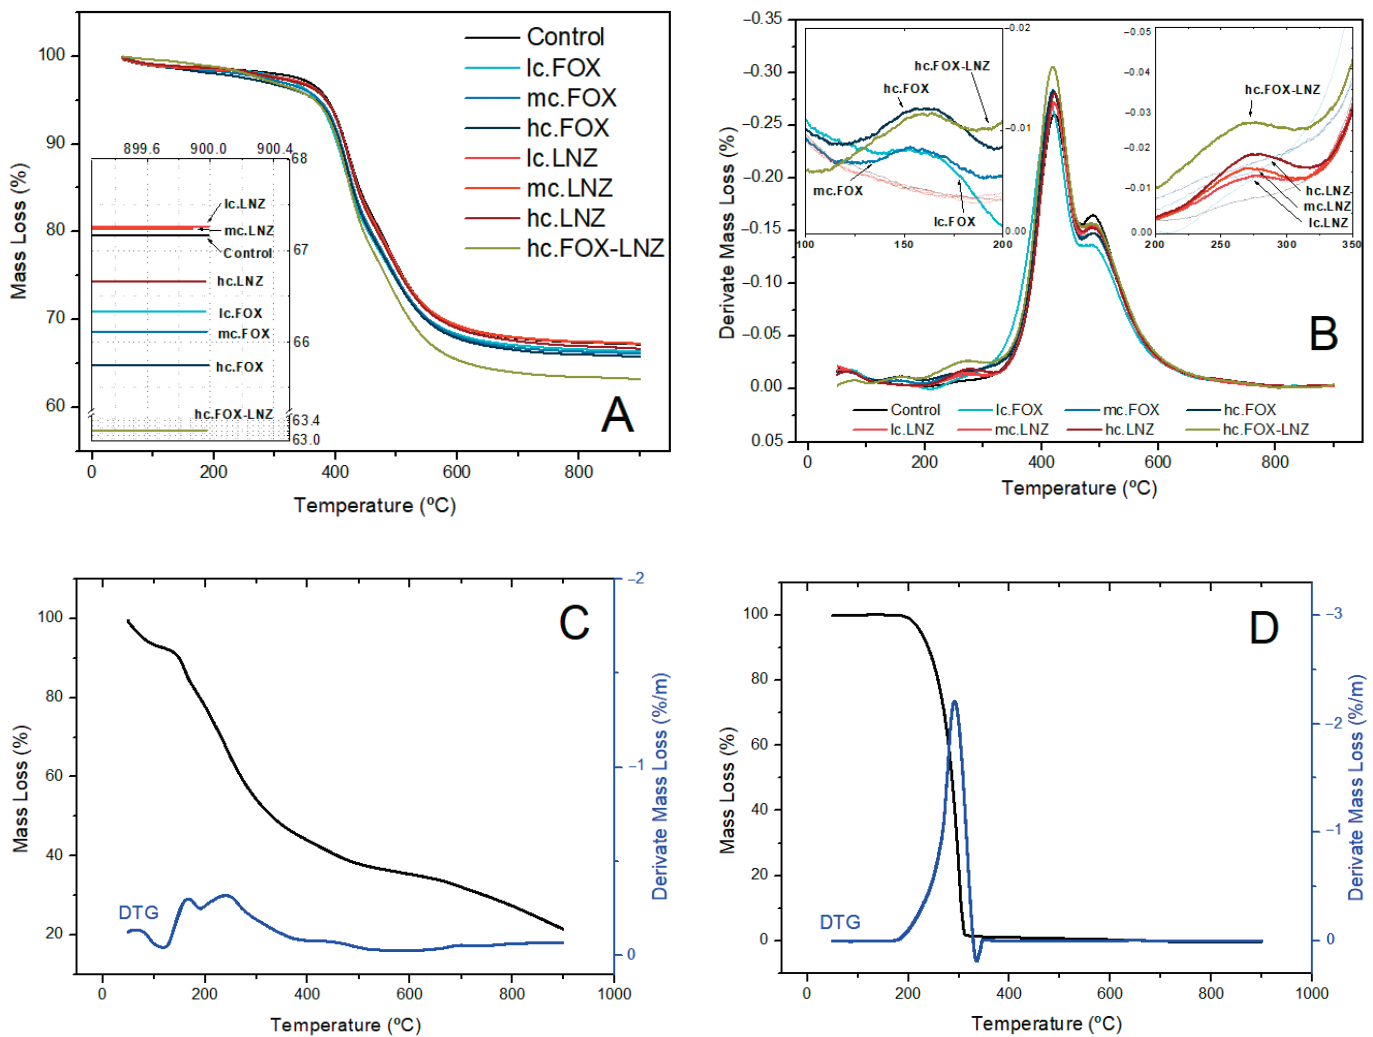 100
90
80
70
60
Mass Loss (%)
0
200
400
600
800
Temperature (ºC)
Control
lc.FOX
mc.FOX
hc.FOX
lc.LNZ
mc.LNZ
hc.LNZ
hc.FOX-LNZ
899.6
900.0
900.4
68
67
66
63.4
63.0
lc.LNZ
mc.LNZ
Control
hc.LNZ
lc.FOX
mc.FOX
hc.FOX
hc.FOX-LNZ
A
−0.35
−0.30
−0.25
−0.20
−0.15
−0.10
−0.05
0.00
0.05
Derivate Mass Loss (%)
0
200
400
600
800
Temperature (ºC)
−0.02
−0.01
0.00
100
150
200
hc.FOX
hc.FOX-LNZ
mc.FOX
lc.FOX
−0.05
−0.04
−0.03
−0.02
−0.01
0.00
200
250
300
350
hc.FOX-LNZ
hc.LNZ
mc.LNZ
lc.LNZ
B
Control
lc.FOX
mc.FOX
hc.FOX
lc.LNZ
mc.LNZ
hc.LNZ
hc.FOX-LNZ
100
80
60
40
20
Mass Loss (%)
0
200
400
600
800
1000
Temperature (ºC)
−2
−1
0
Derivate Mass Loss (%/m)
DTG
C
100
80
60
40
20
0
Mass Loss (%)
0
200
400
600
800
1000
Temperature (ºC)
−3
−2
−1
0
Derivate Mass Loss (%/m)
DTG
D